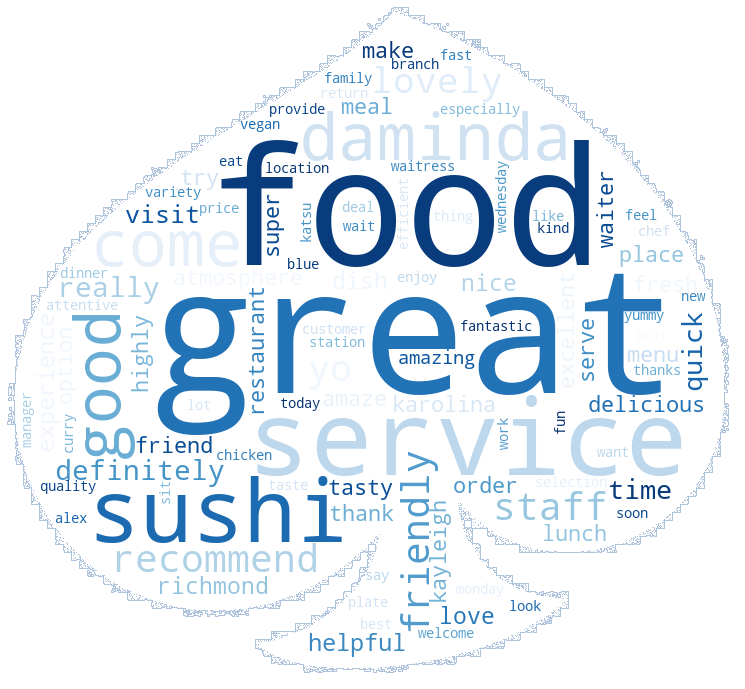 make
fast
branch
lovely
family
return
provide
meal
especially
vegan
daminda
eat
location
waitress
try
food
variety
price
visit
super
katsu
deal
wait
efficient
thing
wednesday
like
kind
waiter
feel
chef
come
blue
place
dinner
really
atmosphere
dish
enjoy
nice
fresh
attentive
great
new
yummy
good
highly
restaurant
customer
station
fantastic
amazing
excellent
serve
menu
quick
thanks
experience
option
yo
manager
lot
today
amaze
karolina
delicious
service
work
fun
want
curry
friend
chicken
definitely
quality
sit
taste
tasty
order
selection
time
sushi
staff
alex
thank
friendly
kayleigh
soon
lunch
recommend
richmond
say
monday
plate
look
best
love
welcome
helpful